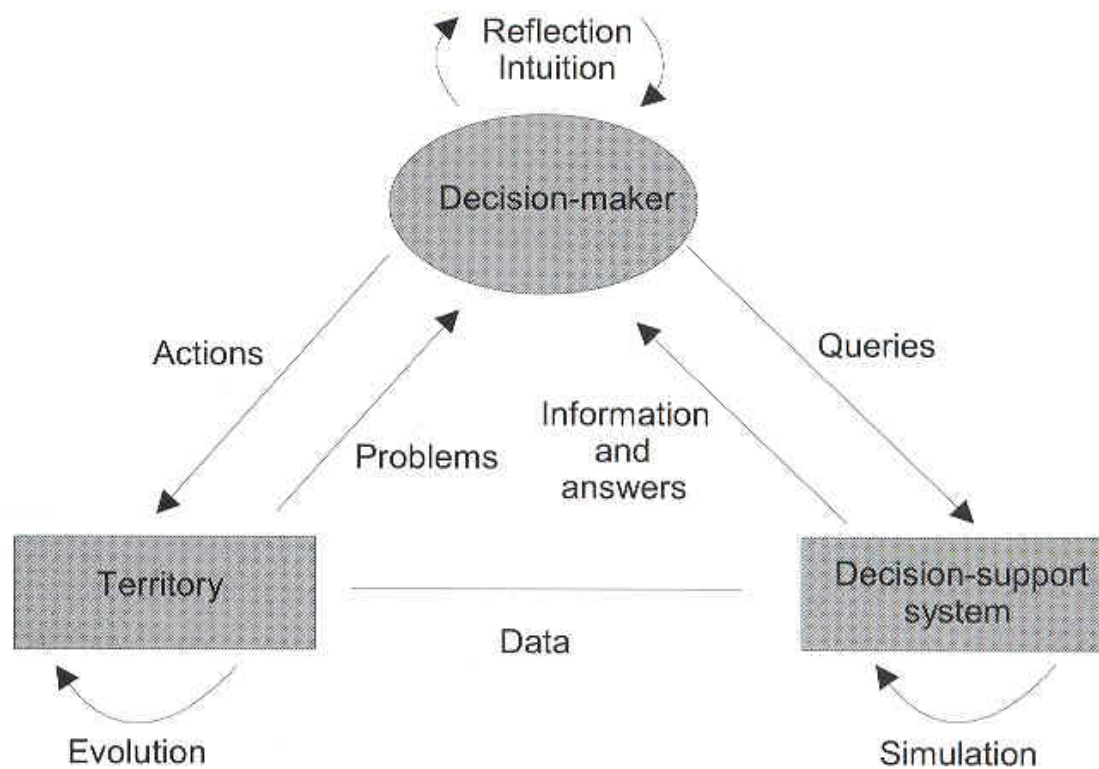 Reflection
Intuition
Decision-maker
Actions
Queries
Problems
Information
and
answers
Territory
Decision-support
system
Data
Evolution
Simulation